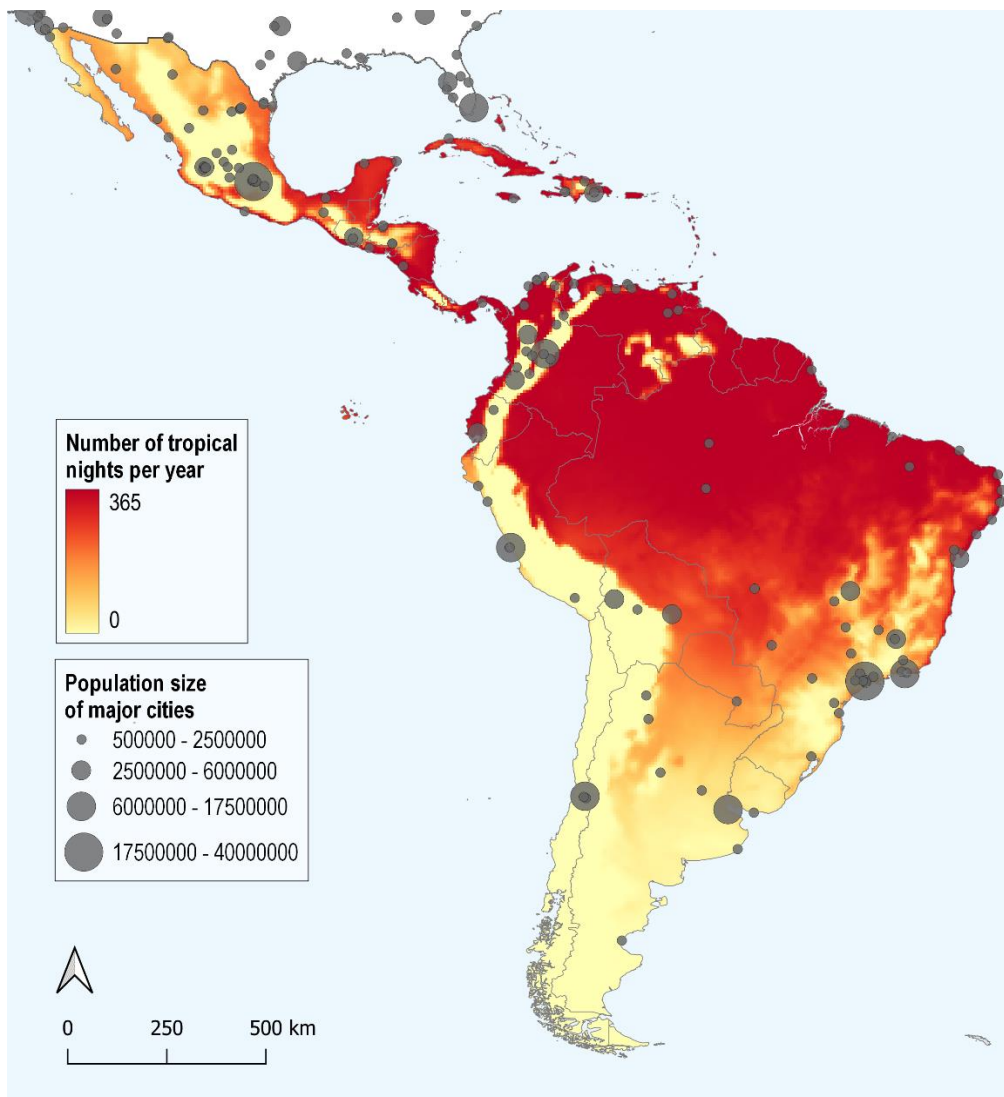 Number of tropical
nights per year
365
0
Population size
of major cities
500000 - 2500000
2500000 - 6000000
6000000 - 17500000
17500000 - 40000000
0 250 500 km